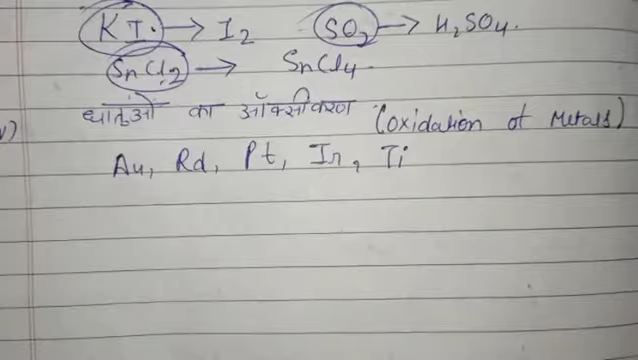 KI. → I2 SO2 → H2SO4.
SnCl2 → SnCl4.
v) धातुओं का ऑक्सीकरण (Oxidation of Metals)
Au, Rd, Pt, Ir, Ti